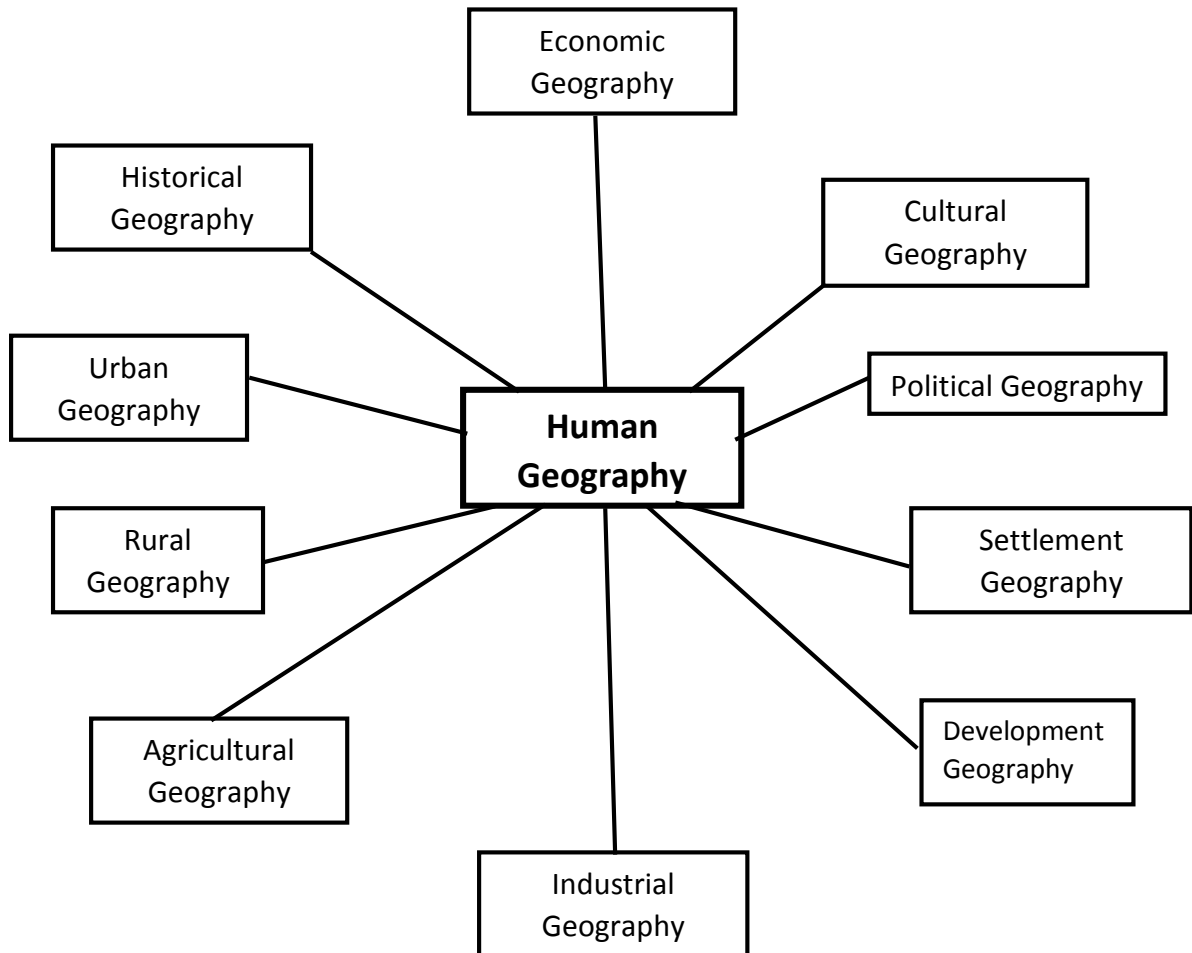 Economic
Geography
Historical
Geography
Cultural
Geography
Urban
Geography
Political Geography
Human
Geography
Rural
Geography
Settlement
Geography
Agricultural
Geography
Development
Geography
Industrial
Geography